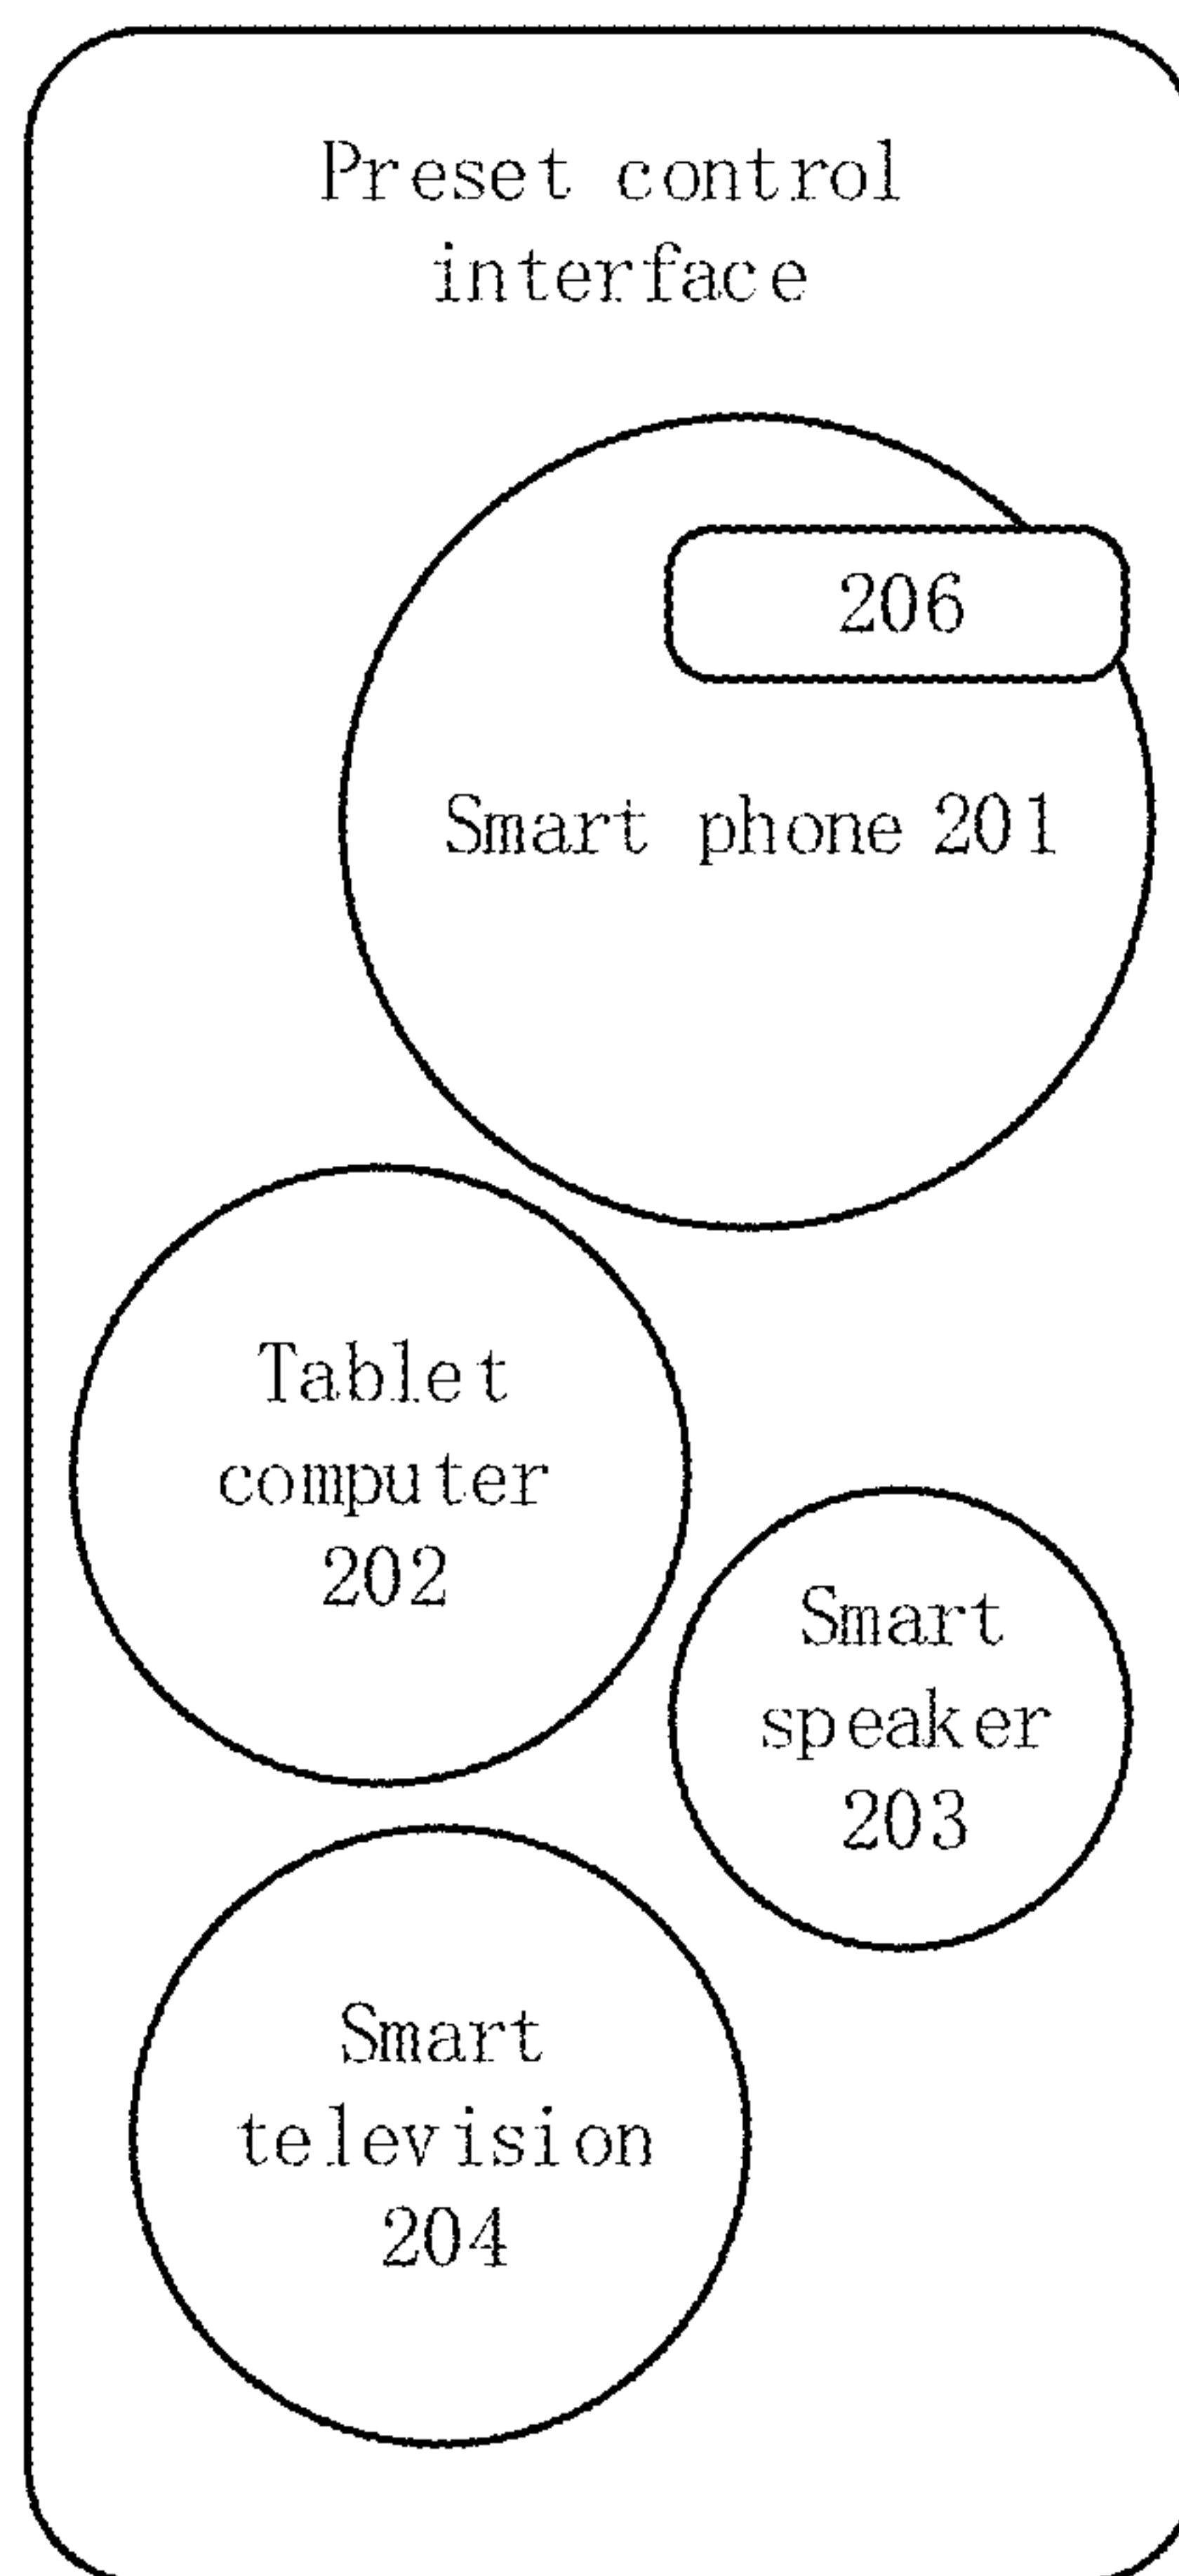 Preset control
interface
206
Smart phone 201
Tablet
computer
202
Smart
speaker
203
Smart
television
204